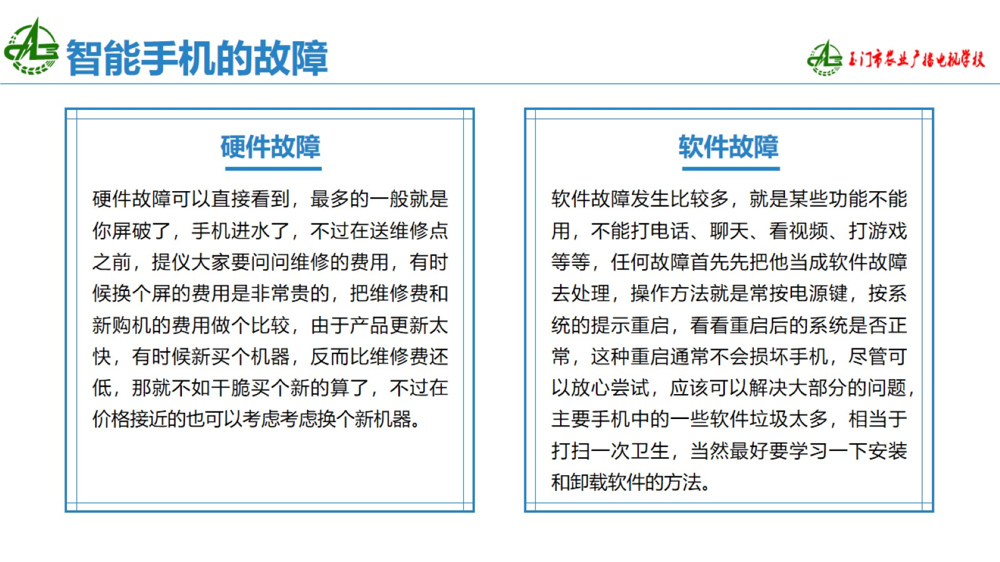 智能手机的故障
玉门市农业广播电视学校
硬件故障
硬件故障可以直接看到，最多的一般就是
你屏破了，手机进水了，不过在送维修点
之前，提仪大家要问问维修的费用，有时
候换个屏的费用是非常贵的，把维修费和
新购机的费用做个比较，由于产品更新太
快，有时候新买个机器，反而比维修费还
低，那就不如干脆买个新的算了，不过在
价格接近的也可以考虑考虑换个新机器。
软件故障
软件故障发生比较多，就是某些功能不能
用，不能打电话、聊天、看视频、打游戏
等等，任何故障首先先把他当成软件故障
去处理，操作方法就是常按电源键，按系
统的提示重启，看看重启后的系统是否正
常，这种重启通常不会损坏手机，尽管可
以放心尝试，应该可以解决大部分的问题，
主要手机中的一些软件垃圾太多，相当于
打扫一次卫生，当然最好要学习一下安装
和卸载软件的方法。